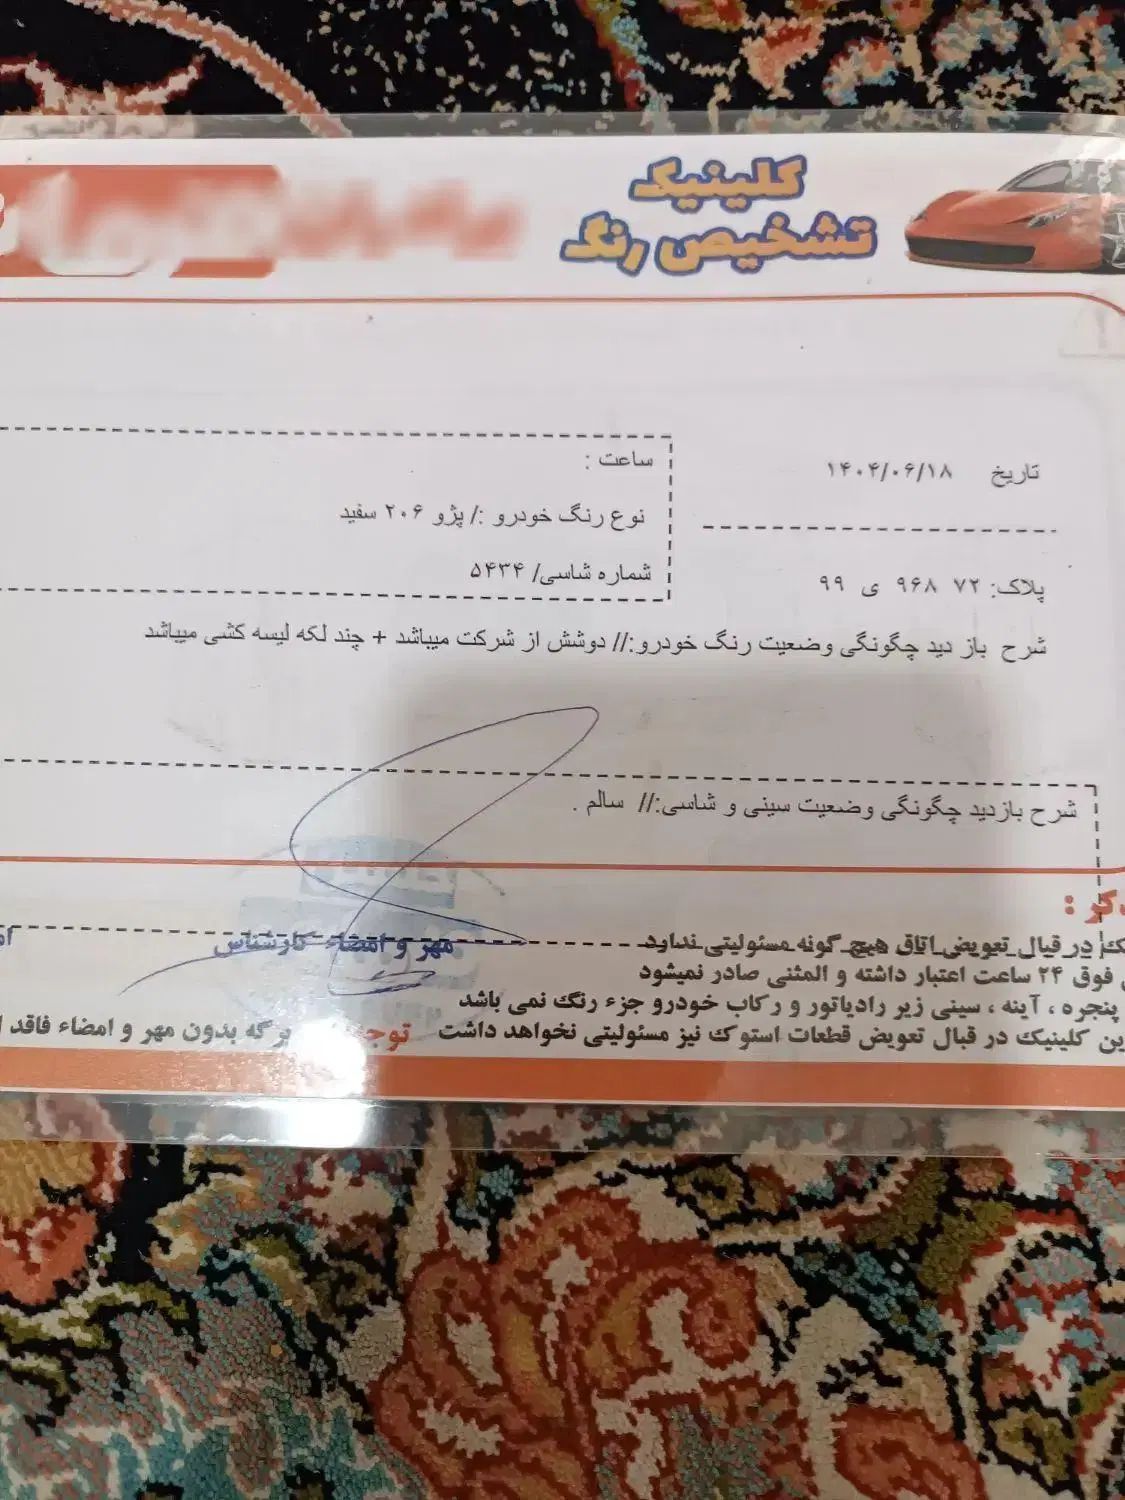 کلینیک
تشخیص رنگ
تاریخ ۱۴۰۴/۰۶/۱۸
ساعت :
نوع رنگ خودرو :/ پژو ۲۰۶ سفید
پلاک: ۷۲ ۹۶۸ ی ۹۹
شماره شاسی/ ۵۴۳۴
شرح باز دید چگونگی وضعیت رنگ خودرو:// دوشش از شرکت میباشد + چند لکه لیسه کشی میباشد
شرح بازدید چگونگی وضعیت سینی و شاسی:// سالم .
در قبال تعویض اتاق هیچ گونه مسئولیتی ندارد
مهر و امضاء کارشناس
فوق ۲۴ ساعت اعتبار داشته و المثنی صادر نمیشود
پنجره ، آینه ، سینی زیر رادیاتور و رکاب خودرو جزء رنگ نمی باشد
کلینیک در قبال تعویض قطعات استوک نیز مسئولیتی نخواهد داشت
برگه بدون مهر و امضاء فاقد